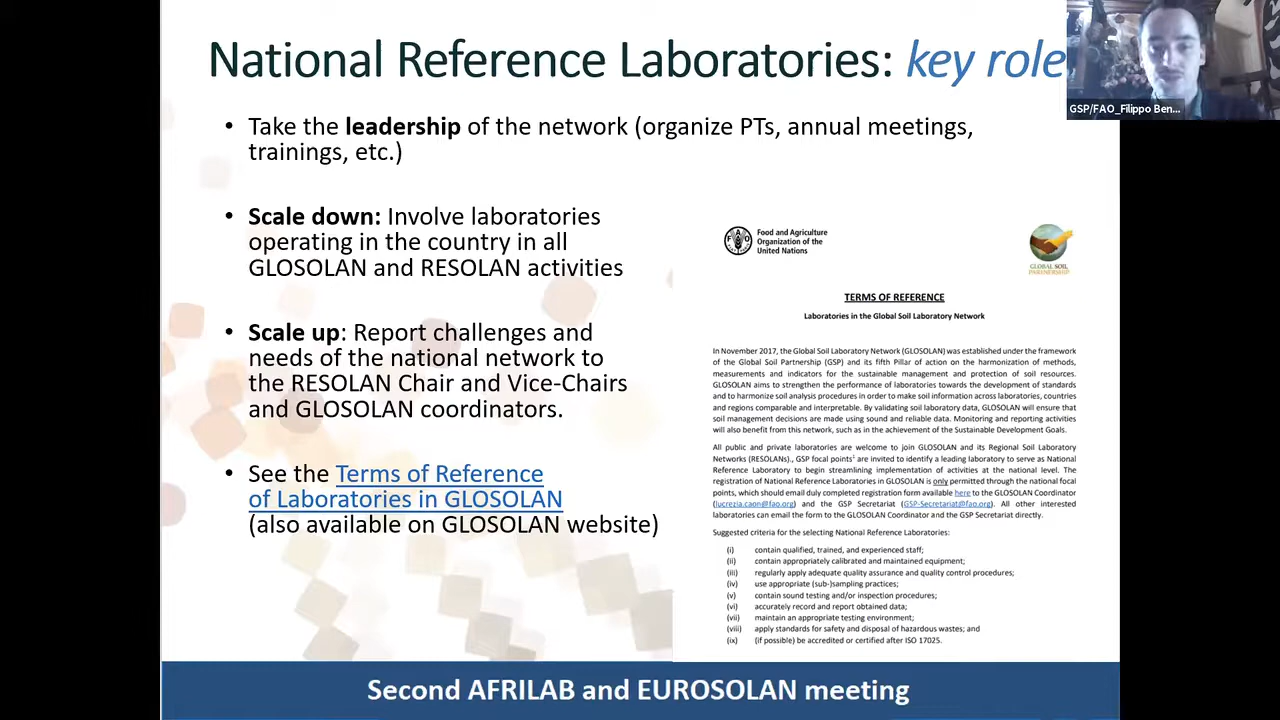 National Reference Laboratories: key role
GSP/FAO_Filippo Ben...
• Take the leadership of the network (organize PTs, annual meetings,
trainings, etc.)
• Scale down: Involve laboratories
operating in the country in all
GLOSOLAN and RESOLAN activities
• Scale up: Report challenges and
needs of the national network to
the RESOLAN Chair and Vice-Chairs
and GLOSOLAN coordinators.
• See the Terms of Reference
of Laboratories in GLOSOLAN
(also available on GLOSOLAN website)
FAO
Food and Agriculture
Organization of the
United Nations
GLOBAL SOIL
PARTNERSHIP
TERMS OF REFERENCE
Laboratories in the Global Soil Laboratory Network
In November 2017, the Global Soil Laboratory Network (GLOSOLAN) was established under the framework
of the Global Soil Partnership (GSP) and its fifth Pillar of action on the harmonization of methods,
measurements and indicators for the sustainable management and protection of soil resources.
GLOSOLAN aims to strengthen the performance of laboratories towards the development of standards
and to harmonize soil analysis procedures in order to make soil information across laboratories, countries
and regions comparable and interpretable. By validating soil laboratory data, GLOSOLAN will ensure that
soil management decisions are made using sound and reliable data. Monitoring and reporting activities
will also benefit from this network, such as in the achievement of the Sustainable Development Goals.
All public and private laboratories are welcome to join GLOSOLAN and its Regional Soil Laboratory
Networks (RESOLANs)., GSP focal points¹ are invited to identify a leading laboratory to serve as National
Reference Laboratory to begin streamlining implementation of activities at the national level. The
registration of National Reference Laboratories in GLOSOLAN is only permitted through the national focal
points, which should email duly completed registration form available here to the GLOSOLAN Coordinator
(lucrezia.caon@fao.org) and the GSP Secretariat (GSP-Secretariat@fao.org). All other interested
laboratories can email the form to the GLOSOLAN Coordinator and the GSP Secretariat directly.
Suggested criteria for the selecting National Reference Laboratories:
(i) contain qualified, trained, and experienced staff;
(ii) contain appropriately calibrated and maintained equipment;
(iii) regularly apply adequate quality assurance and quality control procedures;
(iv) use appropriate (sub-)sampling practices;
(v) contain sound testing and/or inspection procedures;
(vi) accurately record and report obtained data;
(vii) maintain an appropriate testing environment;
(viii) apply standards for safety and disposal of hazardous wastes; and
(ix) (if possible) be accredited or certified after ISO 17025.
Second AFRILAB and EUROSOLAN meeting